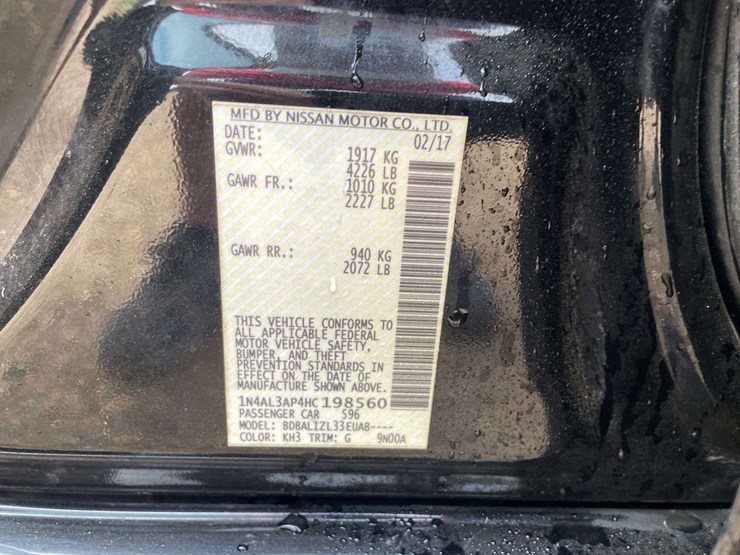 MFD BY NISSAN MOTOR CO., LTD.
DATE: 02/17
GVWR: 1917 KG
4226 LB
GAWR FR.: 1010 KG
2227 LB
GAWR RR.: 940 KG
2072 LB
THIS VEHICLE CONFORMS TO
ALL APPLICABLE FEDERAL
MOTOR VEHICLE SAFETY,
BUMPER, AND THEFT
PREVENTION STANDARDS IN
EFFECT ON THE DATE OF
MANUFACTURE SHOWN ABOVE.
1N4AL3AP4HC198560
PASSENGER CAR 596
MODEL: BDBALIZL33EUAB----
COLOR: KH3 TRIM: G 9N00A